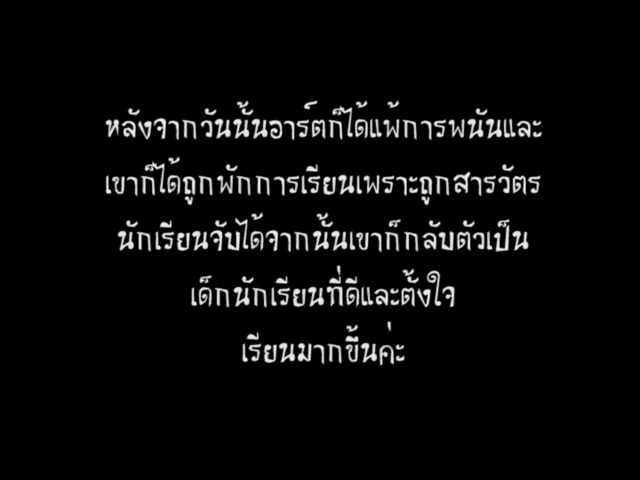 หลังจากวันนั้นอาร์ตก็ได้แพ้การพนันและ
เขาก็ได้ถูกพักการเรียนเพราะถูกสารวัตร
นักเรียนจับได้จากนั้นเขาก็กลับตัวเป็น
เด็กนักเรียนที่ดีและตั้งใจ
เรียนมากขึ้นค่ะ